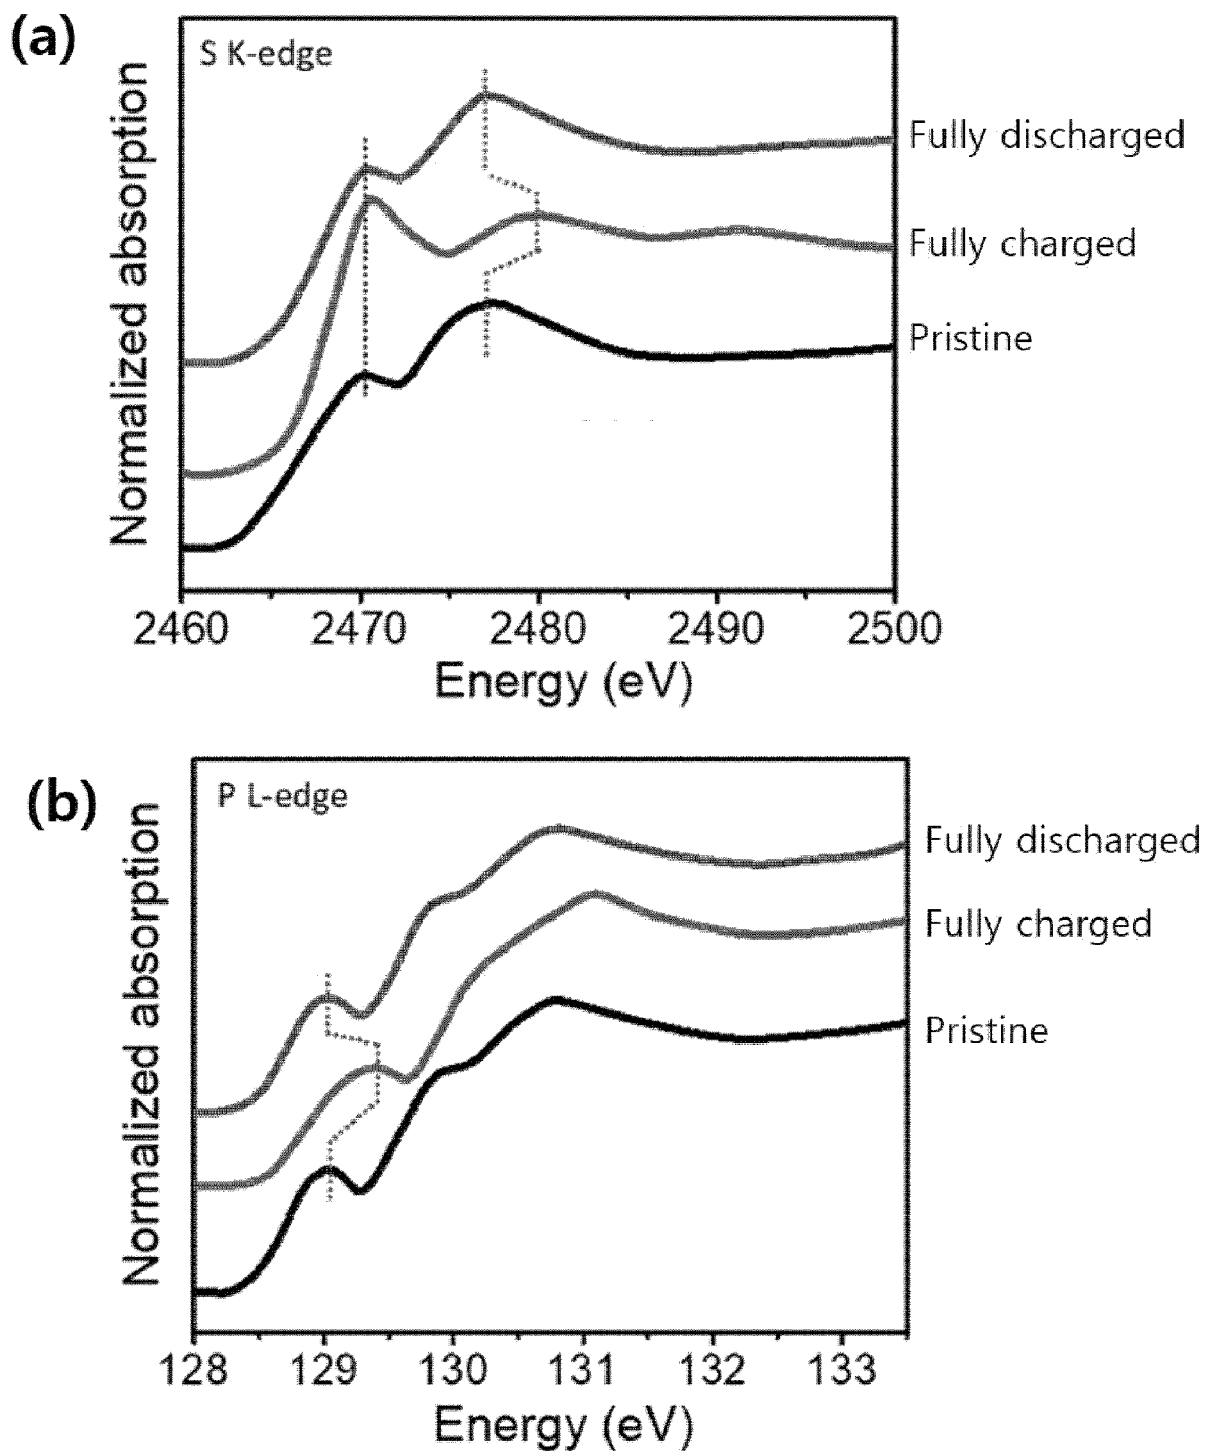 (a)
S K-edge
Normalized absorption
Fully discharged
Fully charged
Pristine
2460 2470 2480 2490 2500
Energy (eV)
(b)
P L-edge
Normalized absorption
Fully discharged
Fully charged
Pristine
128 129 130 131 132 133
Energy (eV)